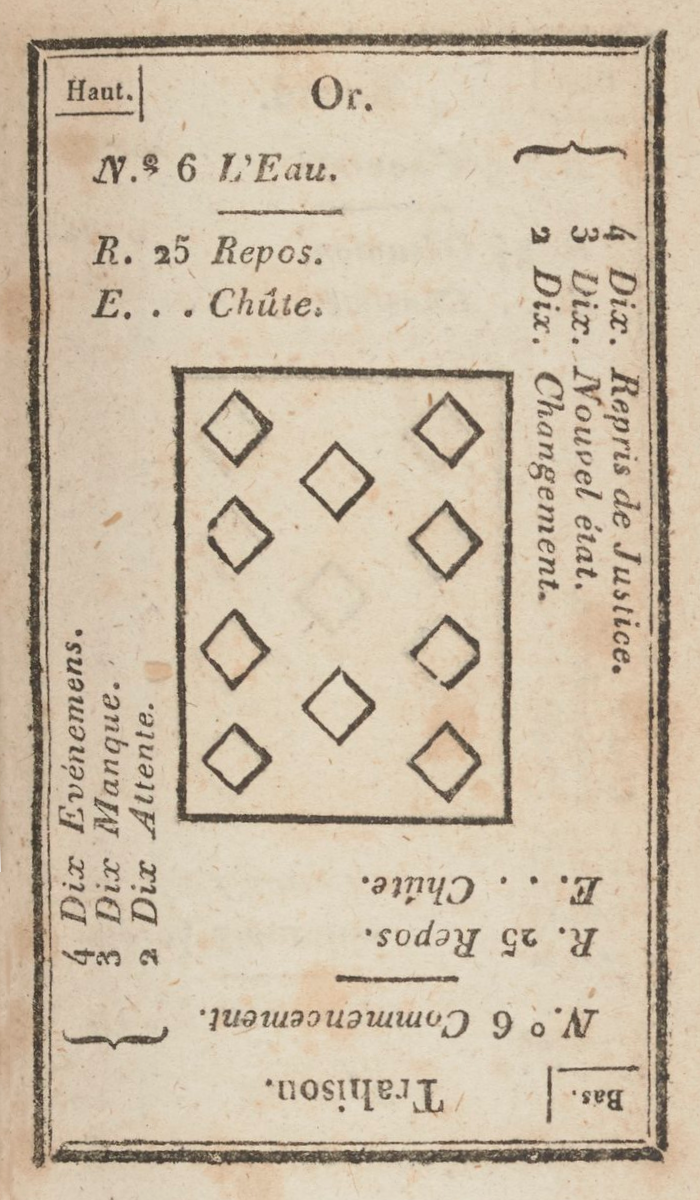 Haut.
Or.
N.º 6 L'Eau.
R. 25 Repos.
E. . . Chûte.
4 Dix. Repris de Justice.
3 Dix. Nouvel état.
2 Dix. Changement.
4 Dix Evénemens.
3 Dix Manque.
2 Dix Attente.
Bas.
Trahison.
N.º 6 Commencement.
R. 25 Repos.
E. . . Chûte.